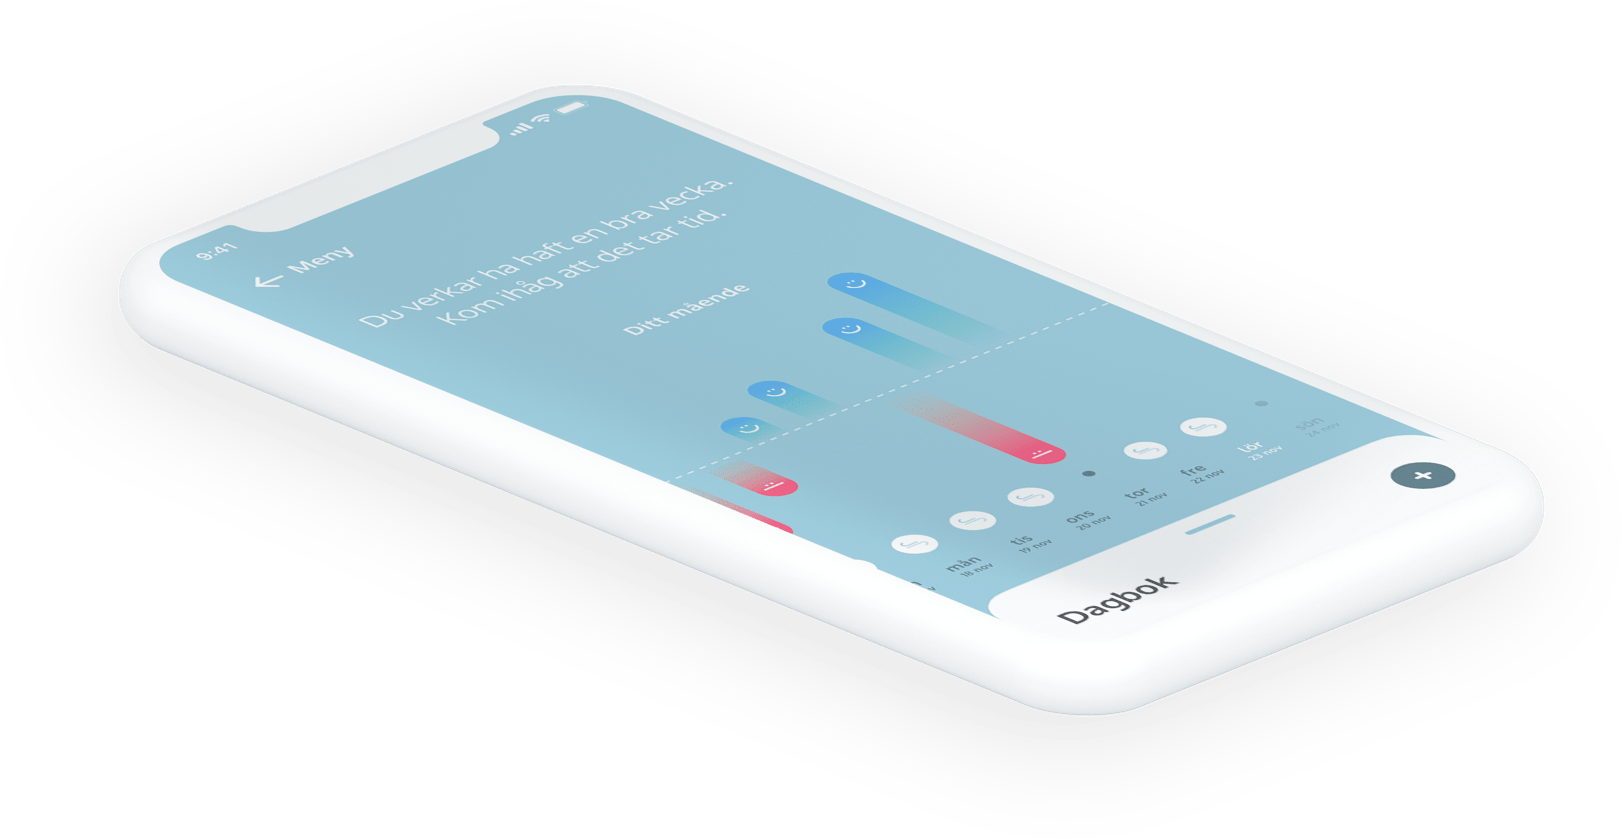 9:41
Meny
Du verkar ha haft en bra vecka.
Kom ihåg att det tar tid.
Ditt mående
mån
18 nov
tis
19 nov
ons
20 nov
tor
21 nov
fre
22 nov
lör
23 nov
sön
24 nov
Dagbok